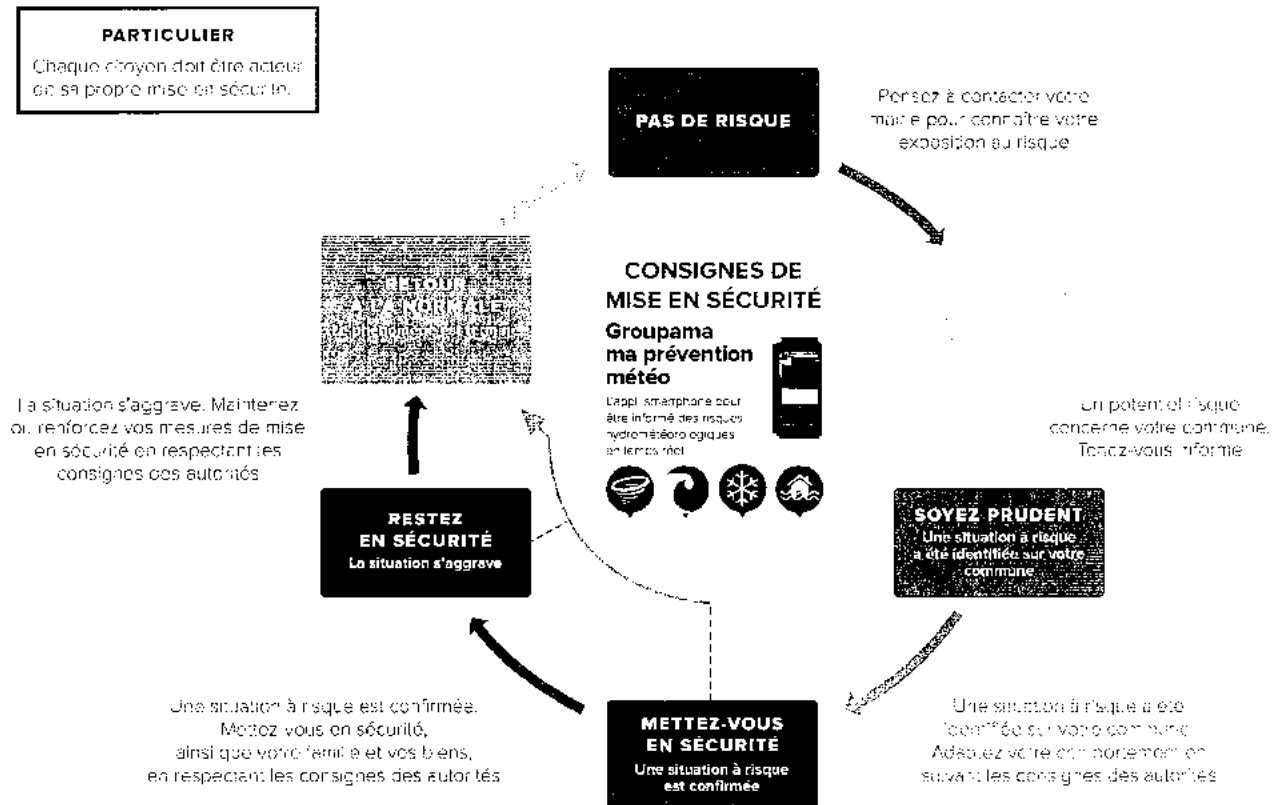 PARTICULIER
Chaque citoyen doit être acteur
de sa propre mise en sécurité.
PAS DE RISQUE
Pensez à contacter votre
mairie pour connaître votre
exposition au risque
RETOUR
À LA NORMALE
CONSIGNES DE
MISE EN SÉCURITÉ
Groupama
ma prévention
météo
L'appli smartphone pour
être informé des risques
hydrométéorologiques
en temps réel
La situation s'aggrave. Maintenez
ou renforcez vos mesures de mise
en sécurité en respectant les
consignes des autorités
Un potentiel risque
concerne votre commune.
Tenez-vous informé
RESTEZ
EN SÉCURITÉ
La situation s'aggrave
SOYEZ PRUDENT
Une situation à risque
a été identifiée sur votre
commune
Une situation à risque est confirmée.
Mettez-vous en sécurité,
ainsi que votre famille et vos biens,
en respectant les consignes des autorités
METTEZ-VOUS
EN SÉCURITÉ
Une situation à risque
est confirmée
Une situation à risque a été
identifiée sur votre commune
Adaptez votre comportement en
suivant les consignes des autorités